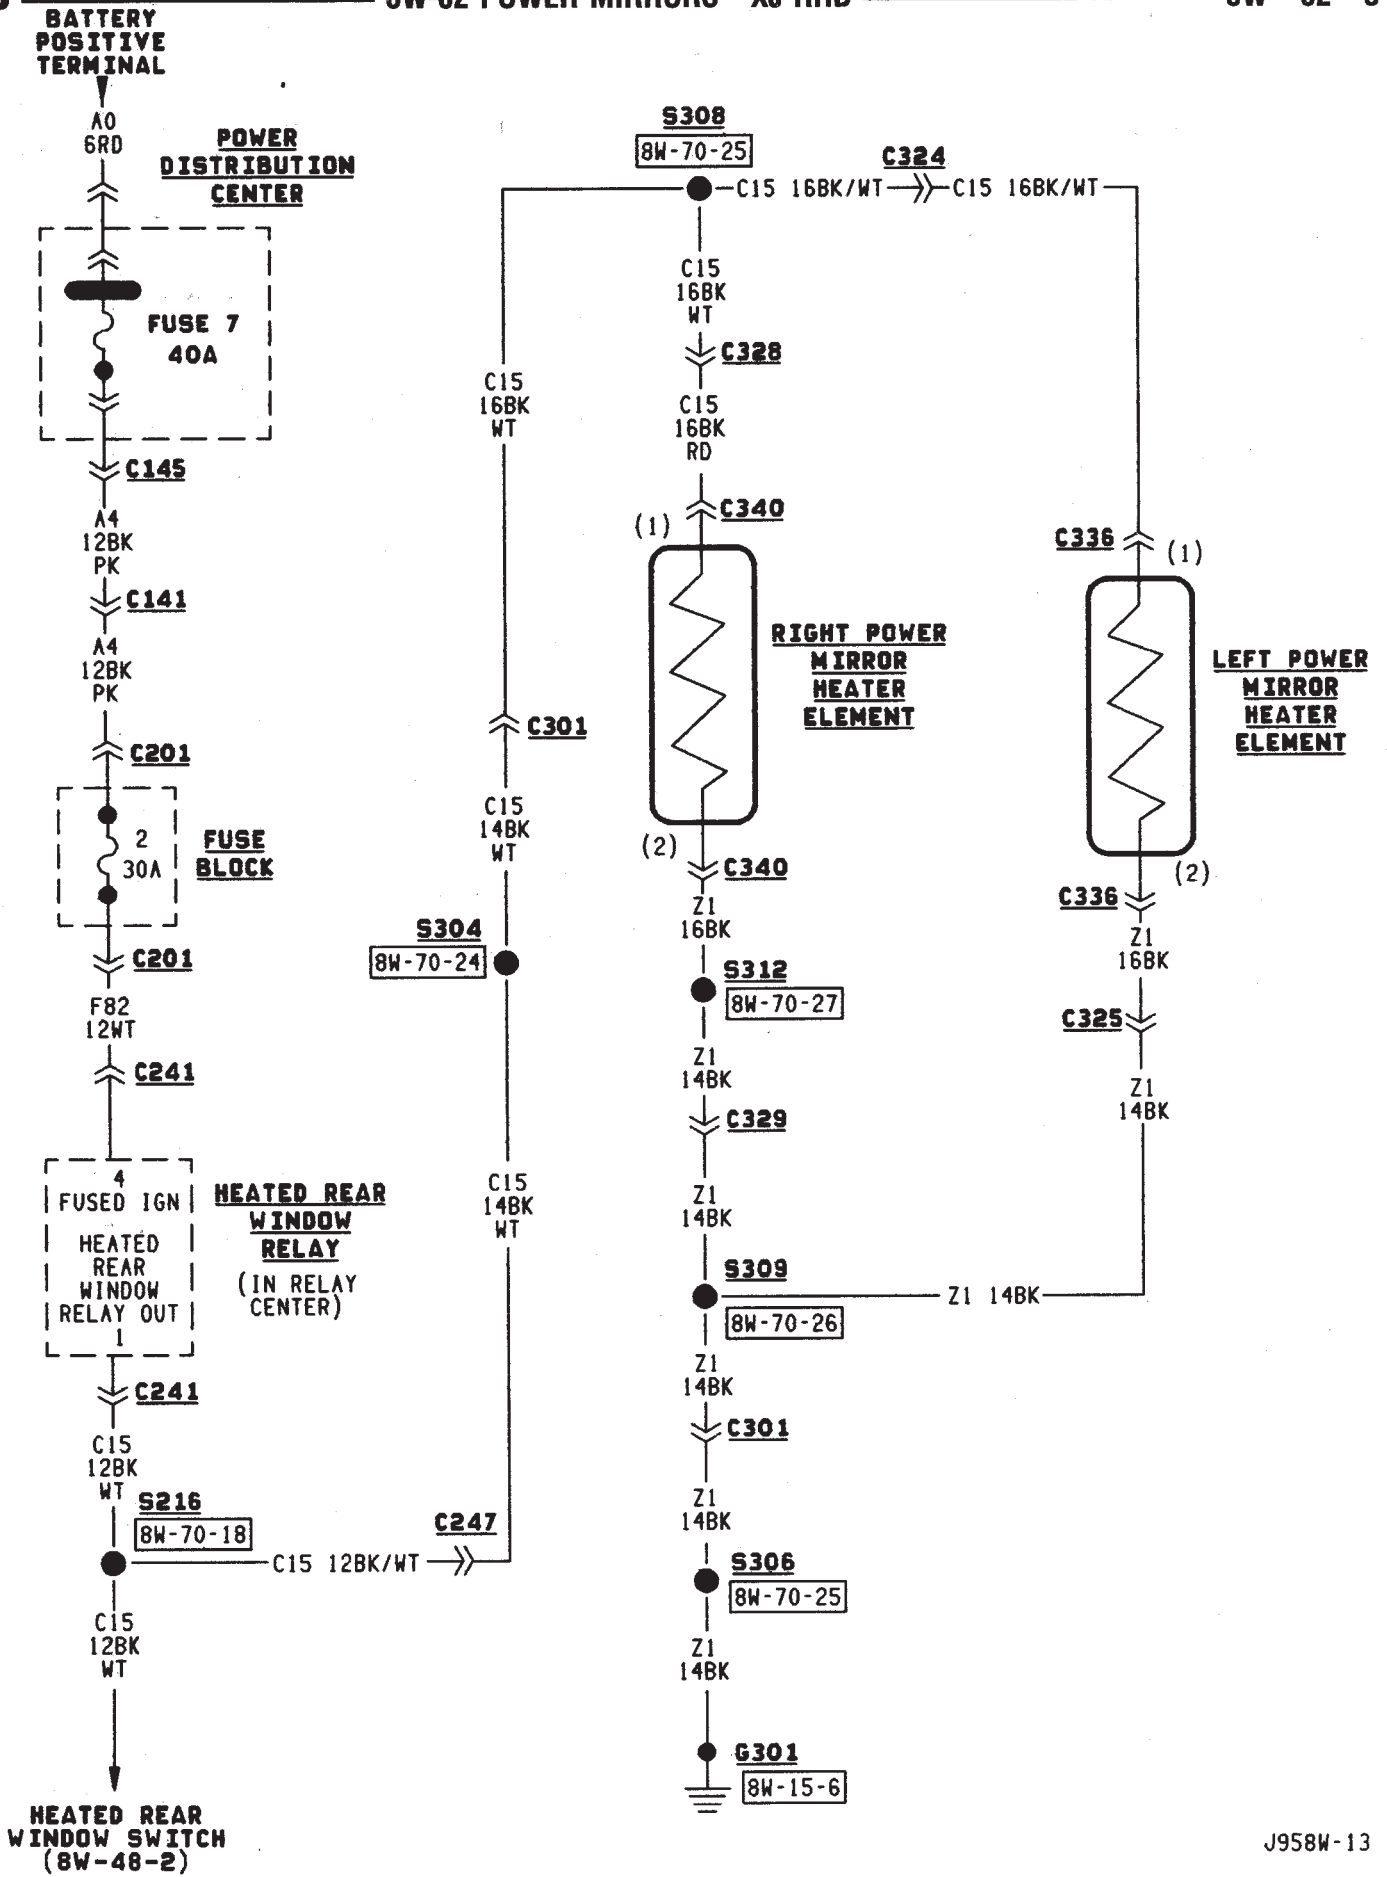 8W-62 POWER MIRRORS - XJ RHD
BATTERY
POSITIVE
TERMINAL
A0
6RD
POWER
DISTRIBUTION
CENTER
FUSE 7
40A
C145
A4
12BK
PK
C141
A4
12BK
PK
C201
2
30A
FUSE
BLOCK
C201
F82
12WT
C241
4
FUSED IGN
HEATED
REAR
WINDOW
RELAY OUT
1
HEATED REAR
WINDOW
RELAY
(IN RELAY
CENTER)
C241
C15
12BK
WT
S216
8W-70-18
C15 12BK/WT
C247
C15
12BK
WT
HEATED REAR
WINDOW SWITCH
(8W-48-2)
C15
16BK
WT
C301
C15
14BK
WT
S304
8W-70-24
C15
14BK
WT
S308
8W-70-25
C15 16BK/WT
C324
C15 16BK/WT
C15
16BK
WT
C328
C15
16BK
RD
C340
(1)
RIGHT POWER
MIRROR
HEATER
ELEMENT
(2)
C340
Z1
16BK
S312
8W-70-27
Z1
14BK
C329
Z1
14BK
S309
8W-70-26
Z1 14BK
Z1
14BK
C301
Z1
14BK
S306
8W-70-25
Z1
14BK
G301
8W-15-6
C336
(1)
LEFT POWER
MIRROR
HEATER
ELEMENT
(2)
C336
Z1
16BK
C325
Z1
14BK
J958W-13